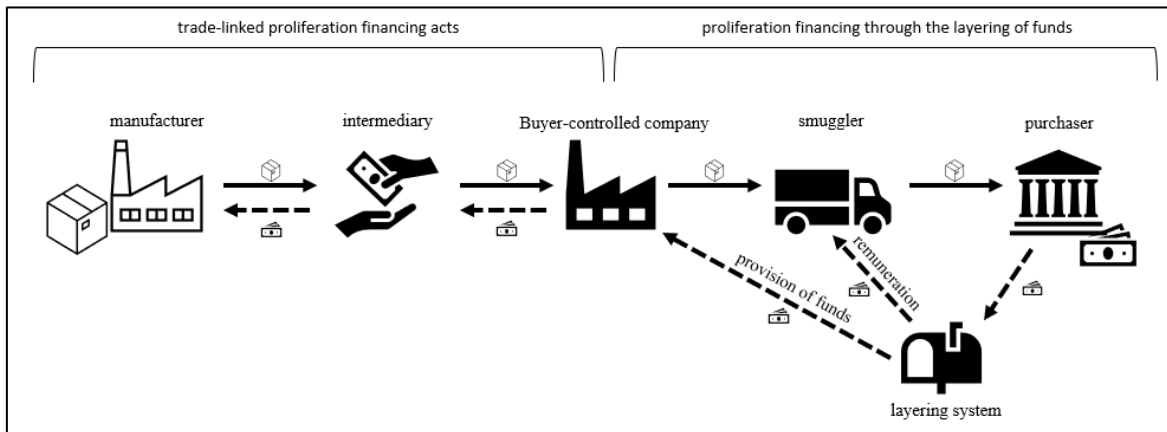 trade-linked proliferation financing acts
proliferation financing through the layering of funds
manufacturer
intermediary
Buyer-controlled company
smuggler
purchaser
provision of funds
remuneration
layering system